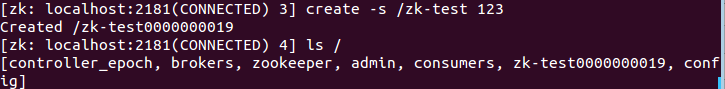 [zk: localhost:2181(CONNECTED) 3] create -s /zk-test 123
Created /zk-test0000000019
[zk: localhost:2181(CONNECTED) 4] ls /
[controller_epoch, brokers, zookeeper, admin, consumers, zk-test0000000019, conf
ig]